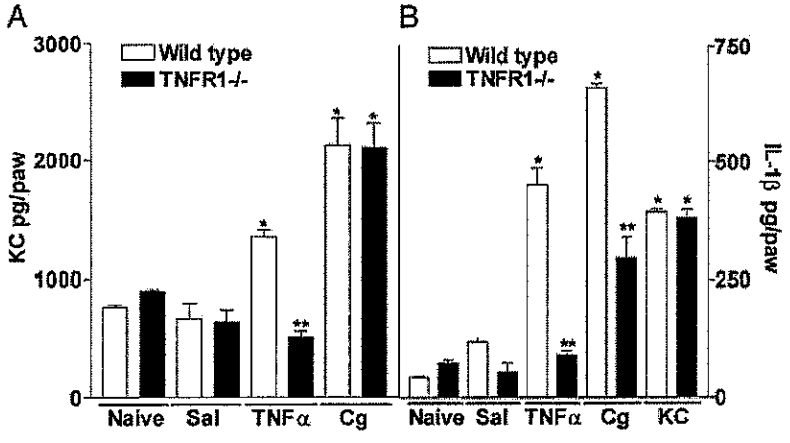 A
3000
2000
1000
0
KC pg/paw
Wild type
TNFR1-/-
*
**
*
*
Naive Sal TNFα Cg
B
750
500
250
0
IL-1β pg/paw
Wild type
TNFR1-/-
*
**
*
**
*
*
Naive Sal TNFα Cg KC